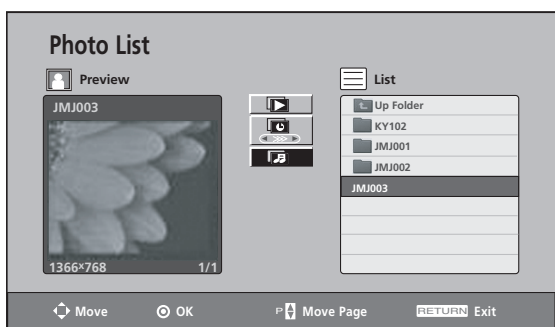 Photo List
Preview
List
JMJ003
1366×768 1/1
Up Folder
KY102
JMJ001
JMJ002
JMJ003
Move OK P Move Page RETURN Exit